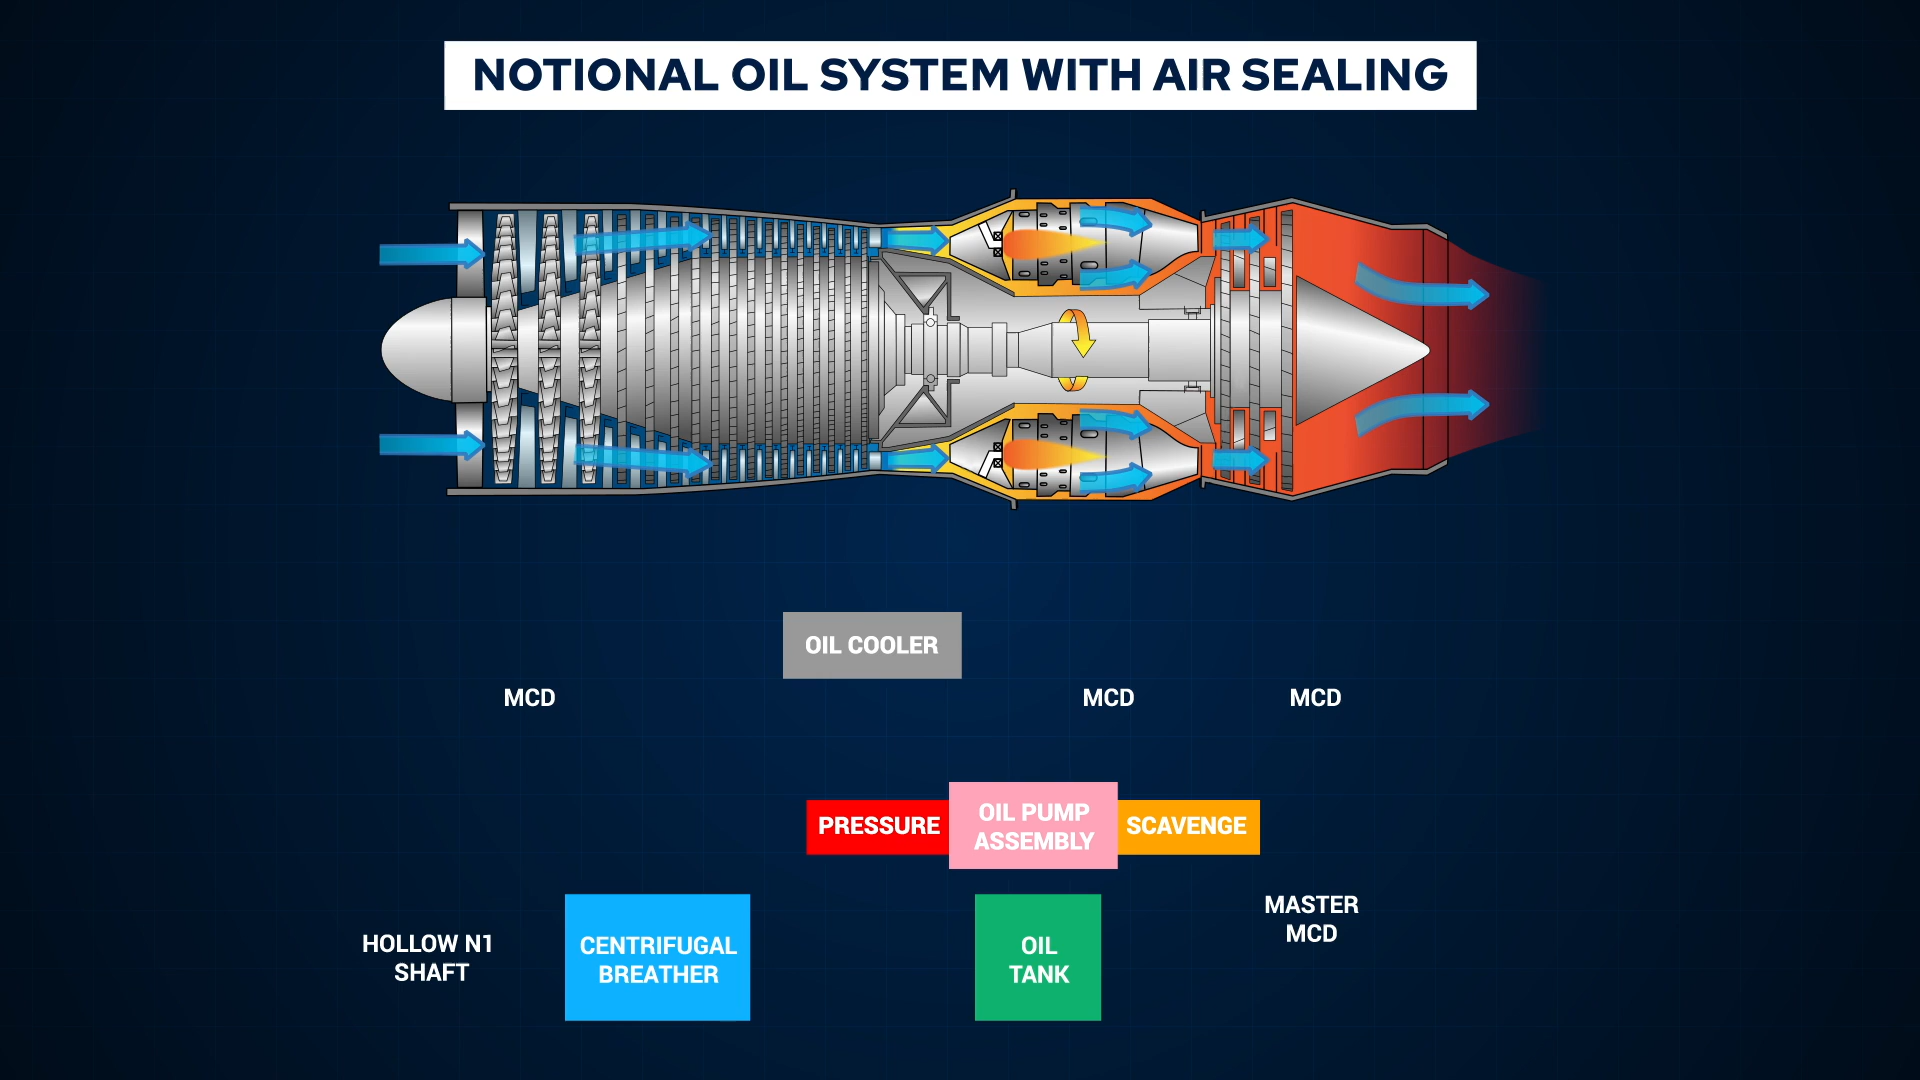 NOTIONAL OIL SYSTEM WITH AIR SEALING
OIL COOLER
MCD
MCD
MCD
PRESSURE
OIL PUMP
ASSEMBLY
SCAVENGE
HOLLOW N1
SHAFT
CENTRIFUGAL
BREATHER
OIL
TANK
MASTER
MCD